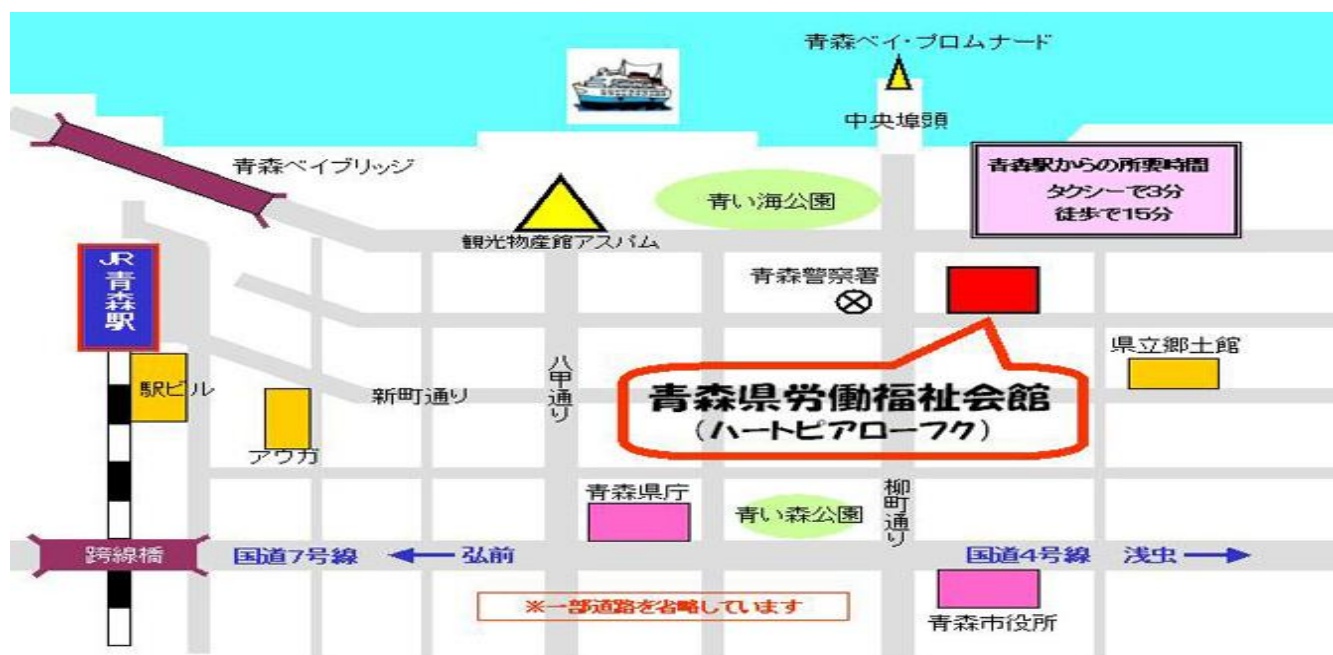 青森ベイ・プロムナード
中央埠頭
青森ベイブリッジ
青い海公園
青森駅からの所要時間
タクシーで3分
徒歩で15分
観光物産館アスパム
JR
青森駅
青森警察署
県立郷土館
駅ビル
新町通り
八甲通り
青森県労働福祉会館
(ハートピアローフク)
アウガ
青森県庁
青い森公園
柳町通り
跨線橋
国道7号線
弘前
国道4号線
浅虫
※一部道路を省略しています
青森市役所